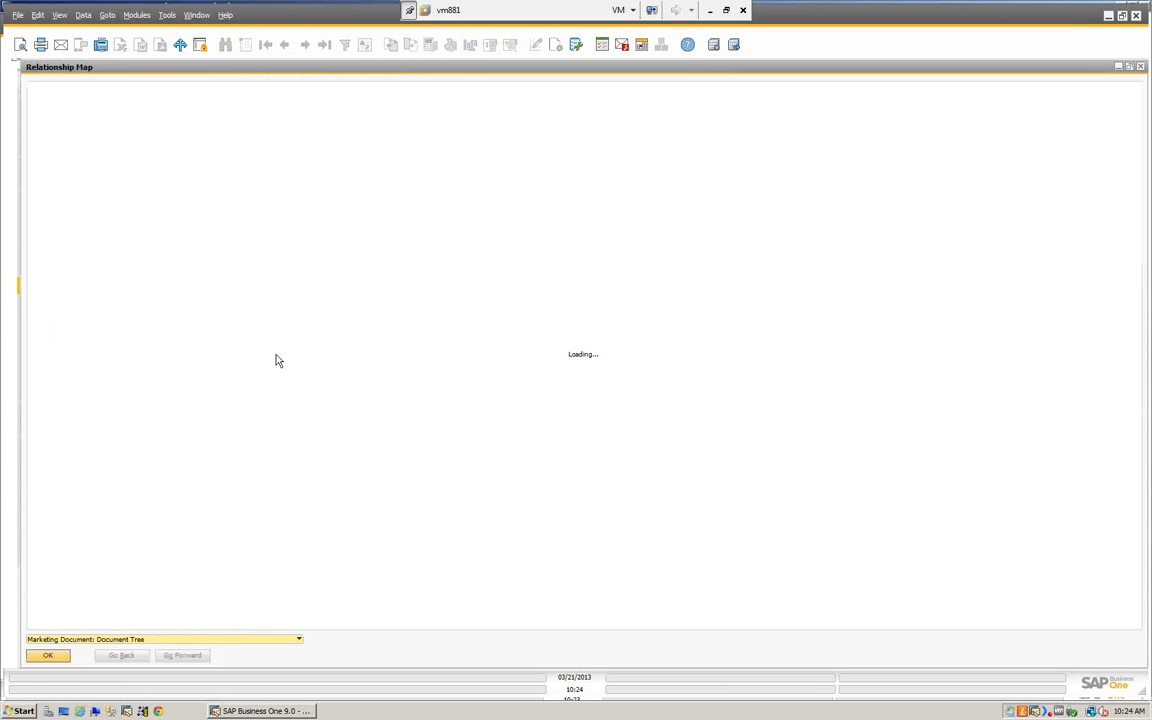 vm881
VM
File Edit View Data Goto Modules Tools Window Help
Relationship Map
Loading...
Marketing Document: Document Tree
OK Go Back Go Forward
03/21/2013
10:24
SAP Business One
Start
SAP Business One 9.0 - ...
10:24 AM